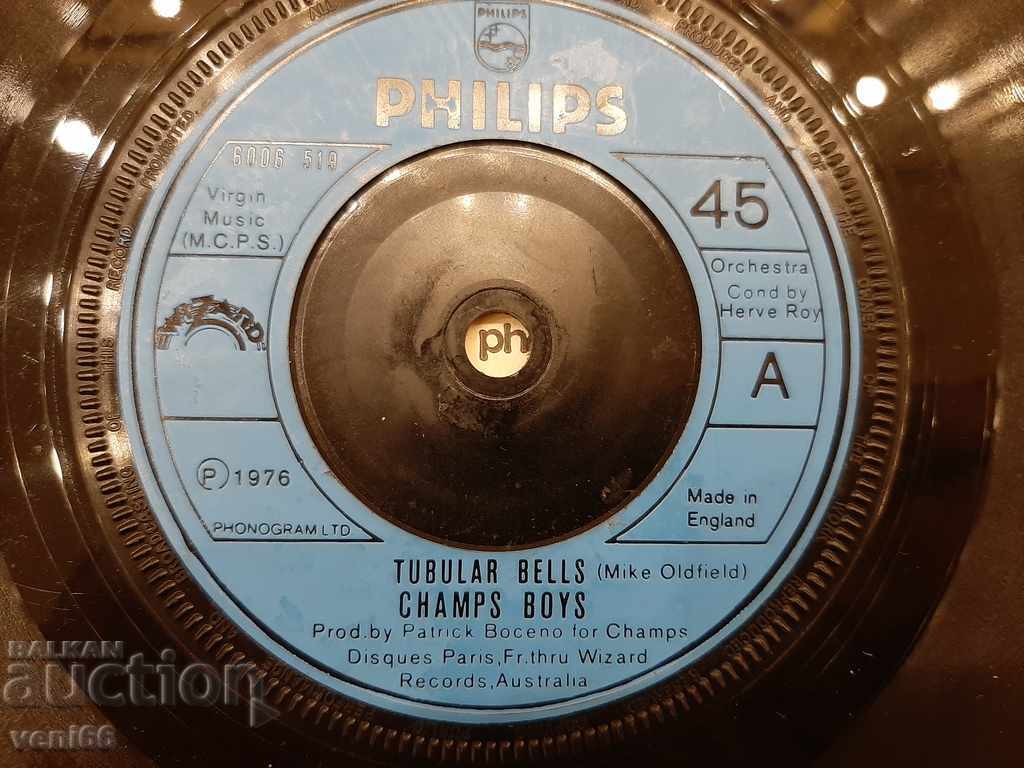 PHILIPS
PHILIPS
6006 519
Virgin
Music
(M.C.P.S.)
45
Orchestra
Cond by
Herve Roy
A
ph
Ⓟ 1976
PHONOGRAM LTD
Made in
England
TUBULAR BELLS (Mike Oldfield)
CHAMPS BOYS
Prod.by Patrick Boceno for Champs
Disques Paris,Fr.thru Wizard
Records,Australia
BALKAN
auction
veni66